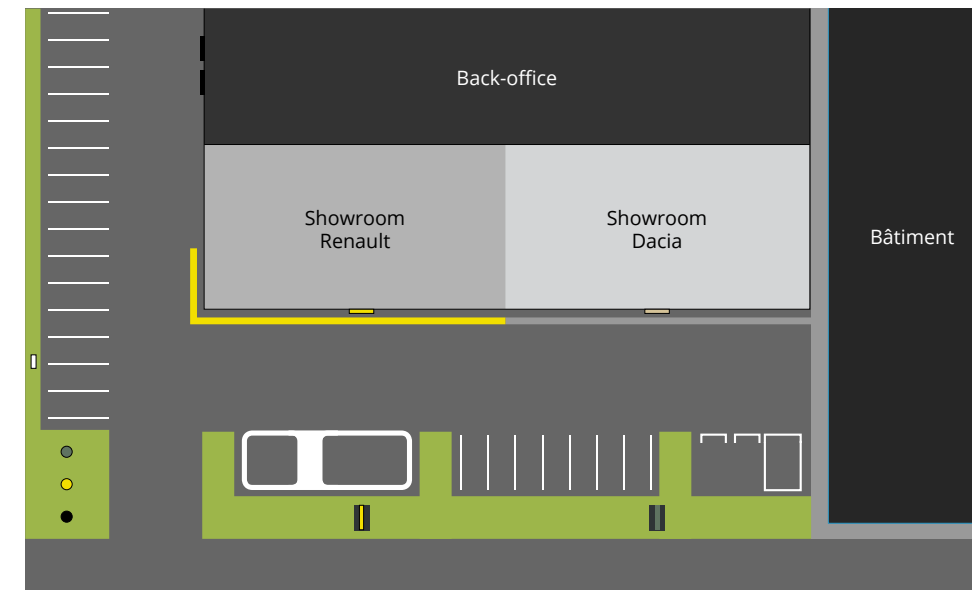 Back-office
Showroom
Renault
Showroom
Dacia
Bâtiment